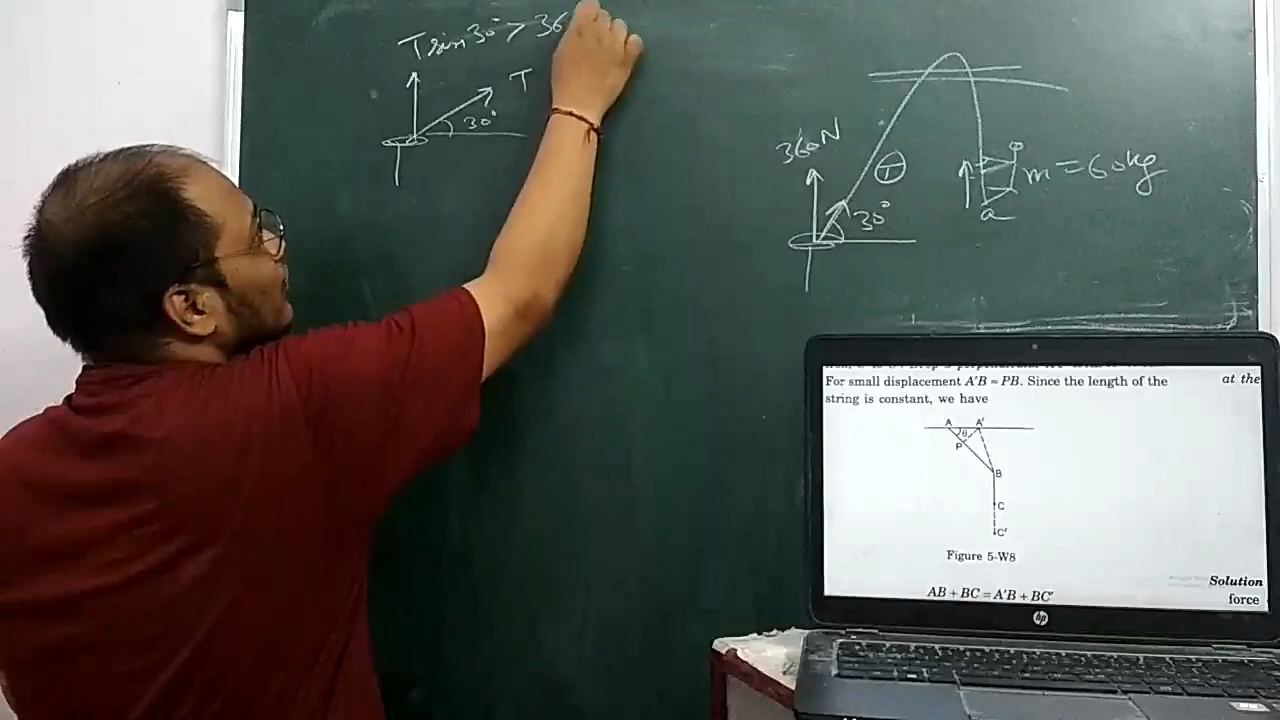 T sin 30° > 36
T
30°
360N
T
30°
m = 60kg
a
For small displacement A'B = PB. Since the length of the
string is constant, we have
at the
A
A'
θ
P
B
C
C'
Figure 5-W8
AB + BC = A'B + BC'
Solution
force
hp